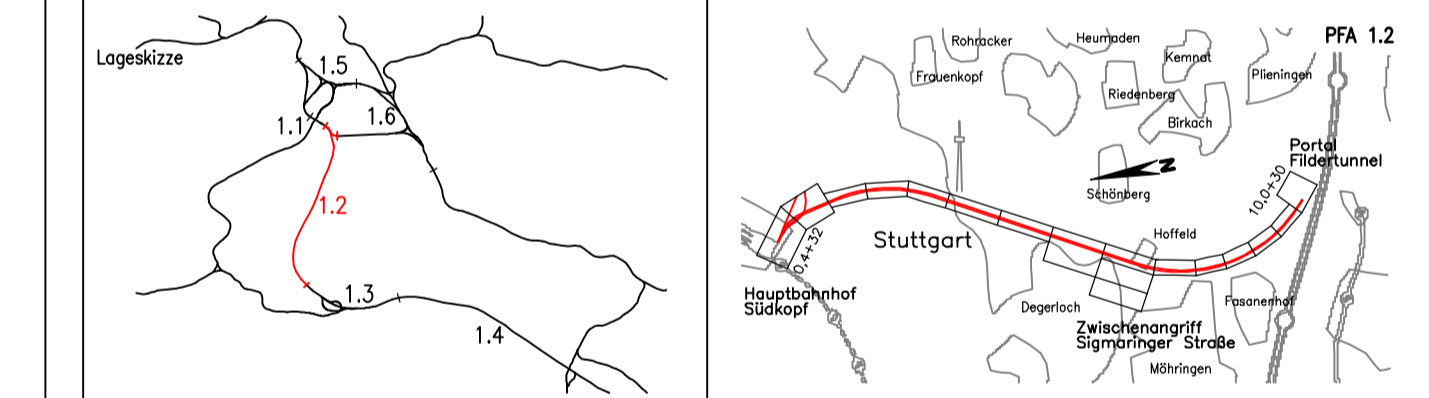 Lageskizze
1.5
1.6
1.1
1.2
1.3
1.4
PFA 1.2
Rohracker
Heumaden
Kemnat
Frauenkopf
Plieningen
Riedenberg
Birkach
Portal
Fildertunnel
N
Schönberg
10,0+30
Stuttgart
Hoffeld
0,4+32
Hauptbahnhof
Südkopf
Degerloch
Fasanenhof
Zwischenangriff
Sigmaringer Straße
Möhringen